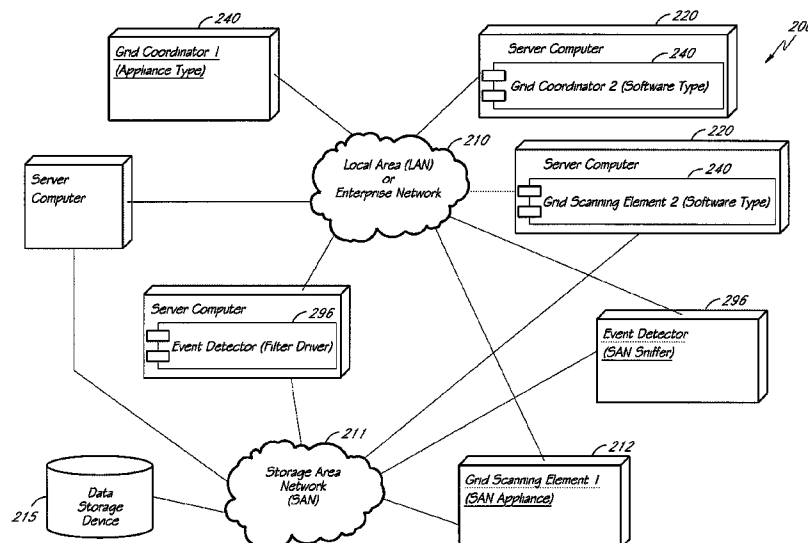 240
Grid Coordinator 1
(Appliance Type)
220
Server Computer
240
Grid Coordinator 2 (Software Type)
200
210
Local Area (LAN)
or
Enterprise Network
220
Server Computer
240
Grid Scanning Element 2 (Software Type)
Server
Computer
Server Computer
296
Event Detector (Filter Driver)
296
Event Detector
(SAN Sniffer)
211
Storage Area
Network
(SAN)
212
Grid Scanning Element 1
(SAN Appliance)
215
Data
Storage
Device